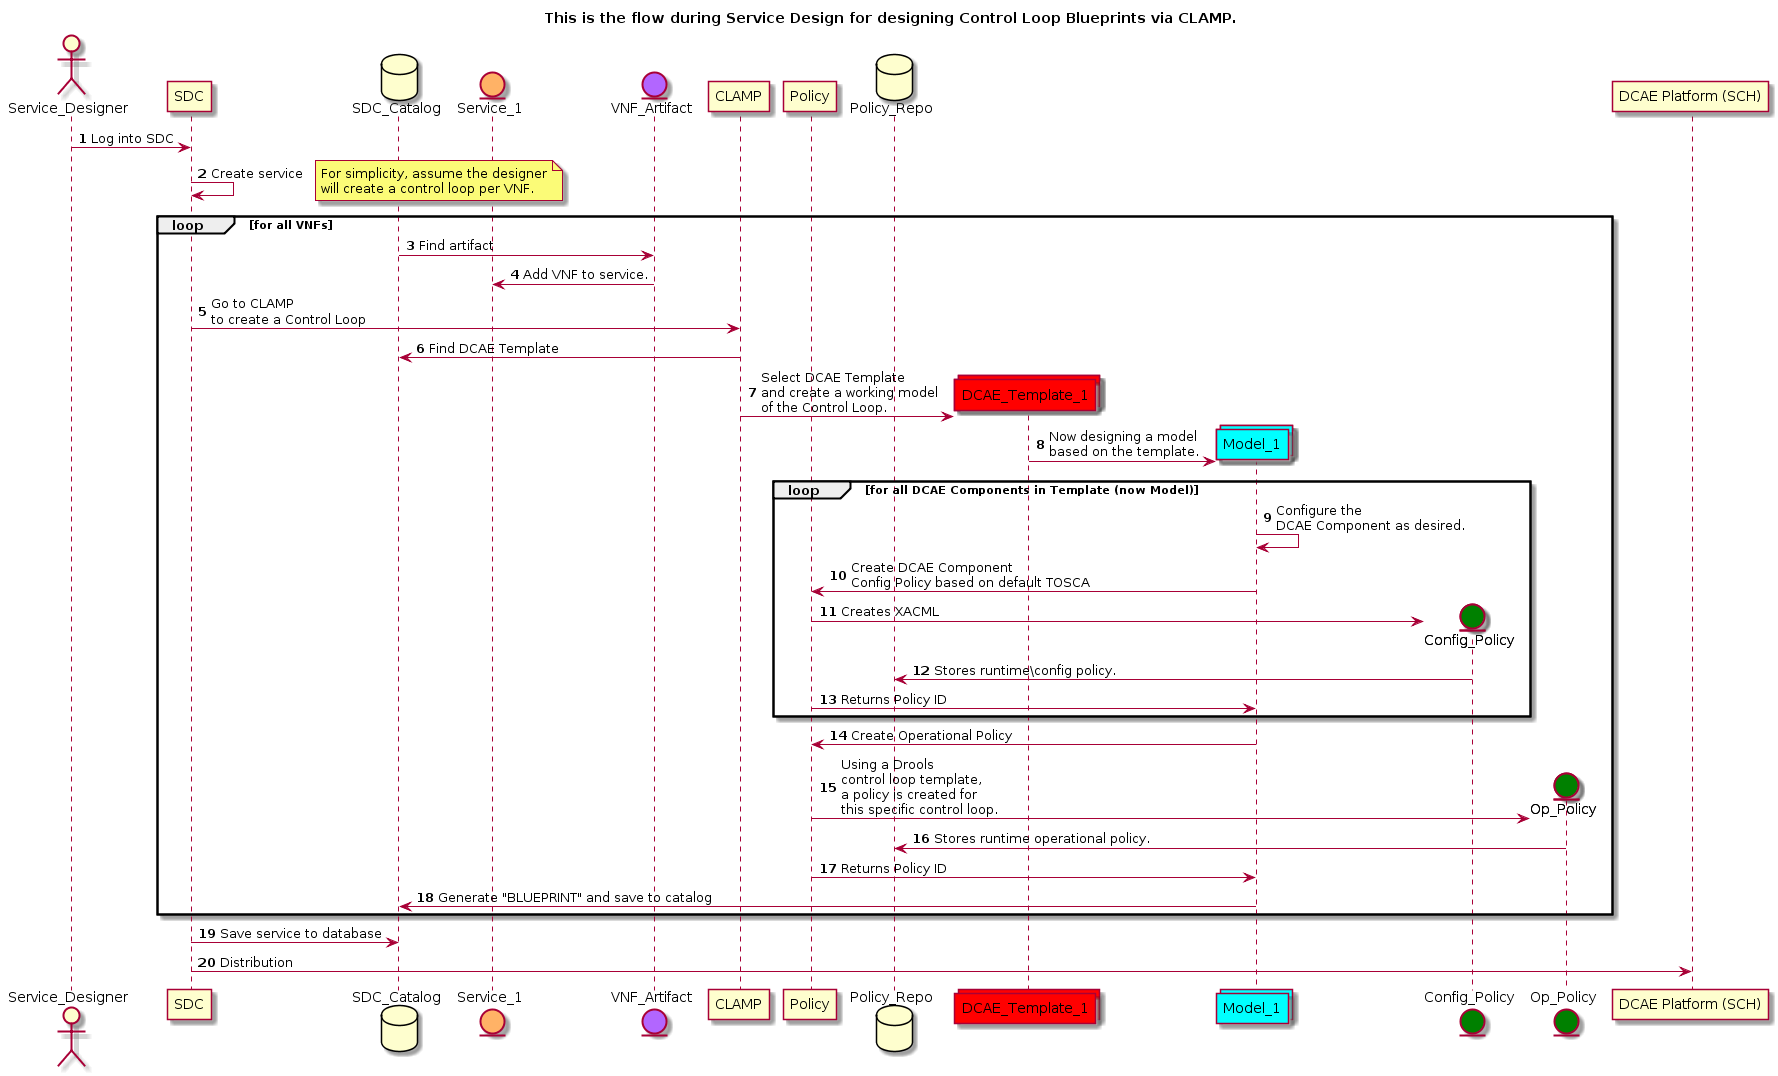 This is the flow during Service Design for designing Control Loop Blueprints via CLAMP.
Service_Designer
SDC
SDC_Catalog
Service_1
VNF_Artifact
CLAMP
Policy
Policy_Repo
DCAE Platform (SCH)
1 Log into SDC
2 Create service
For simplicity, assume the designer
will create a control loop per VNF.
loop [for all VNFs]
3 Find artifact
4 Add VNF to service.
5 Go to CLAMP
to create a Control Loop
6 Find DCAE Template
7 Select DCAE Template
and create a working model
of the Control Loop.
DCAE_Template_1
8 Now designing a model
based on the template.
Model_1
loop [for all DCAE Components in Template (now Model)]
9 Configure the
DCAE Component as desired.
10 Create DCAE Component
Config Policy based on default TOSCA
11 Creates XACML
Config_Policy
12 Stores runtime\config policy.
13 Returns Policy ID
14 Create Operational Policy
15 Using a Drools
control loop template,
a policy is created for
this specific control loop.
Op_Policy
16 Stores runtime operational policy.
17 Returns Policy ID
18 Generate "BLUEPRINT" and save to catalog
19 Save service to database
20 Distribution
Service_Designer
SDC
SDC_Catalog
Service_1
VNF_Artifact
CLAMP
Policy
Policy_Repo
DCAE_Template_1
Model_1
Config_Policy
Op_Policy
DCAE Platform (SCH)